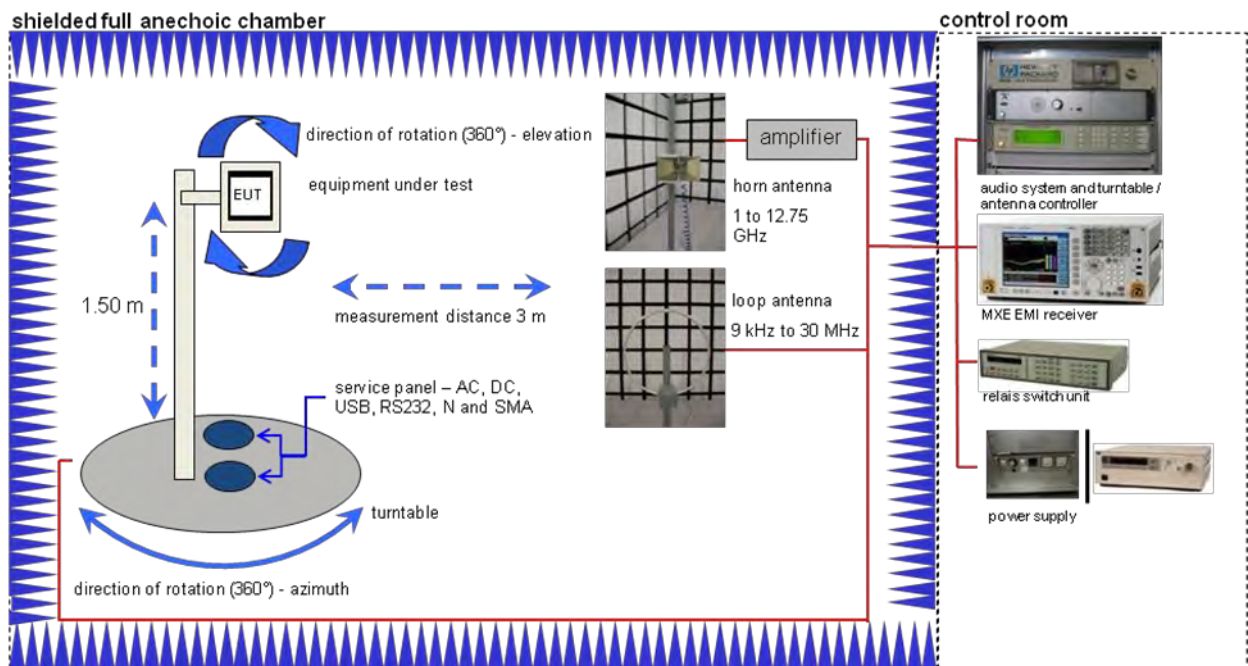 shielded full anechoic chamber
control room
direction of rotation (360°) - elevation
EUT
equipment under test
1.50 m
measurement distance 3 m
service panel – AC, DC,
USB, RS232, N and SMA
turntable
direction of rotation (360°) - azimuth
amplifier
horn antenna
1 to 12.75
GHz
loop antenna
9 kHz to 30 MHz
hp
PACKARD
audio system and turntable /
antenna controller
MXE EMI receiver
relais switch unit
power supply